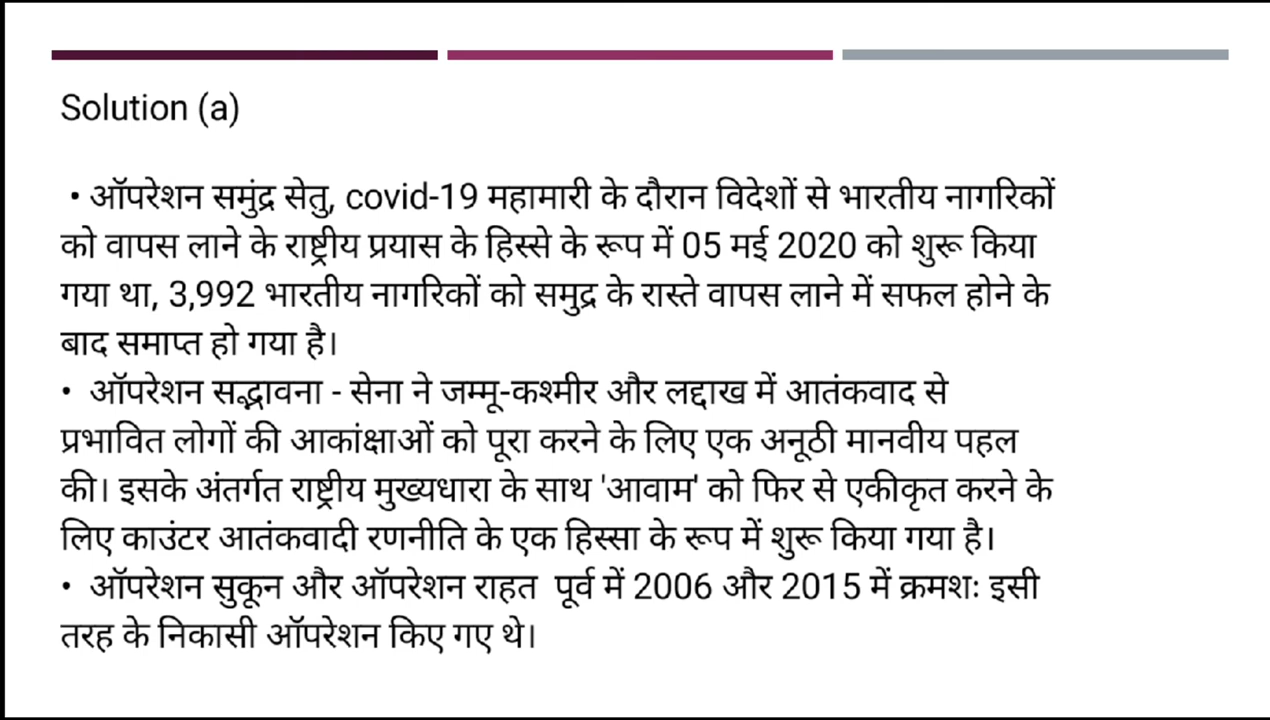 Solution (a)
• ऑपरेशन समुंद्र सेतु, covid-19 महामारी के दौरान विदेशों से भारतीय नागरिकों
को वापस लाने के राष्ट्रीय प्रयास के हिस्से के रूप में 05 मई 2020 को शुरू किया
गया था, 3,992 भारतीय नागरिकों को समुद्र के रास्ते वापस लाने में सफल होने के
बाद समाप्त हो गया है।
• ऑपरेशन सद्भावना - सेना ने जम्मू-कश्मीर और लद्दाख में आतंकवाद से
प्रभावित लोगों की आकांक्षाओं को पूरा करने के लिए एक अनूठी मानवीय पहल
की। इसके अंतर्गत राष्ट्रीय मुख्यधारा के साथ 'आवाम' को फिर से एकीकृत करने के
लिए काउंटर आतंकवादी रणनीति के एक हिस्सा के रूप में शुरू किया गया है।
• ऑपरेशन सुकून और ऑपरेशन राहत पूर्व में 2006 और 2015 में क्रमशः इसी
तरह के निकासी ऑपरेशन किए गए थे।